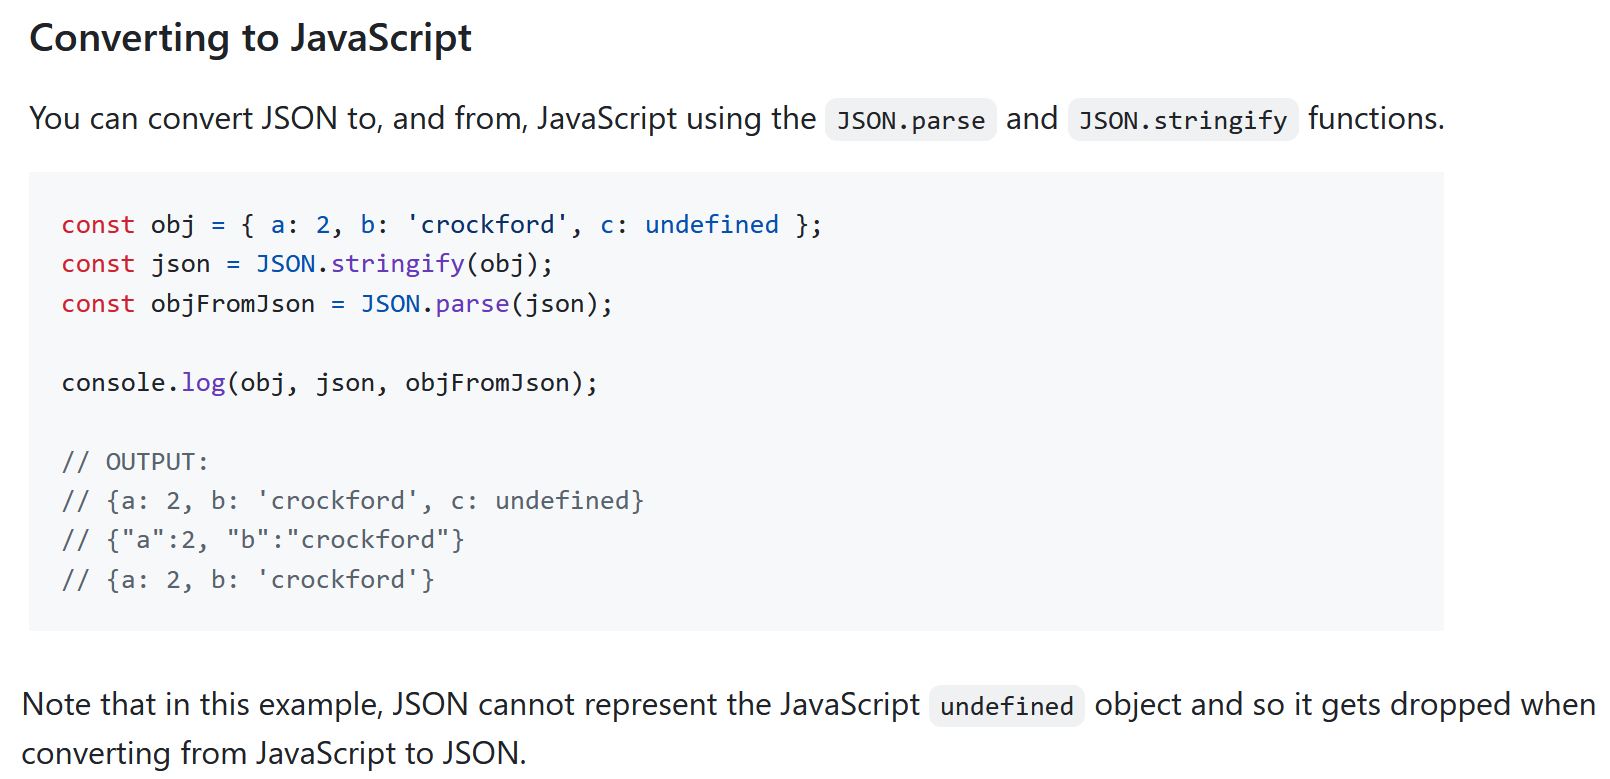 Converting to JavaScript
You can convert JSON to, and from, JavaScript using the JSON.parse and JSON.stringify functions.
const obj = { a: 2, b: 'crockford', c: undefined };
const json = JSON.stringify(obj);
const objFromJson = JSON.parse(json);
console.log(obj, json, objFromJson);
// OUTPUT:
// {a: 2, b: 'crockford', c: undefined}
// {"a":2, "b":"crockford"}
// {a: 2, b: 'crockford'}
Note that in this example, JSON cannot represent the JavaScript undefined object and so it gets dropped when
converting from JavaScript to JSON.